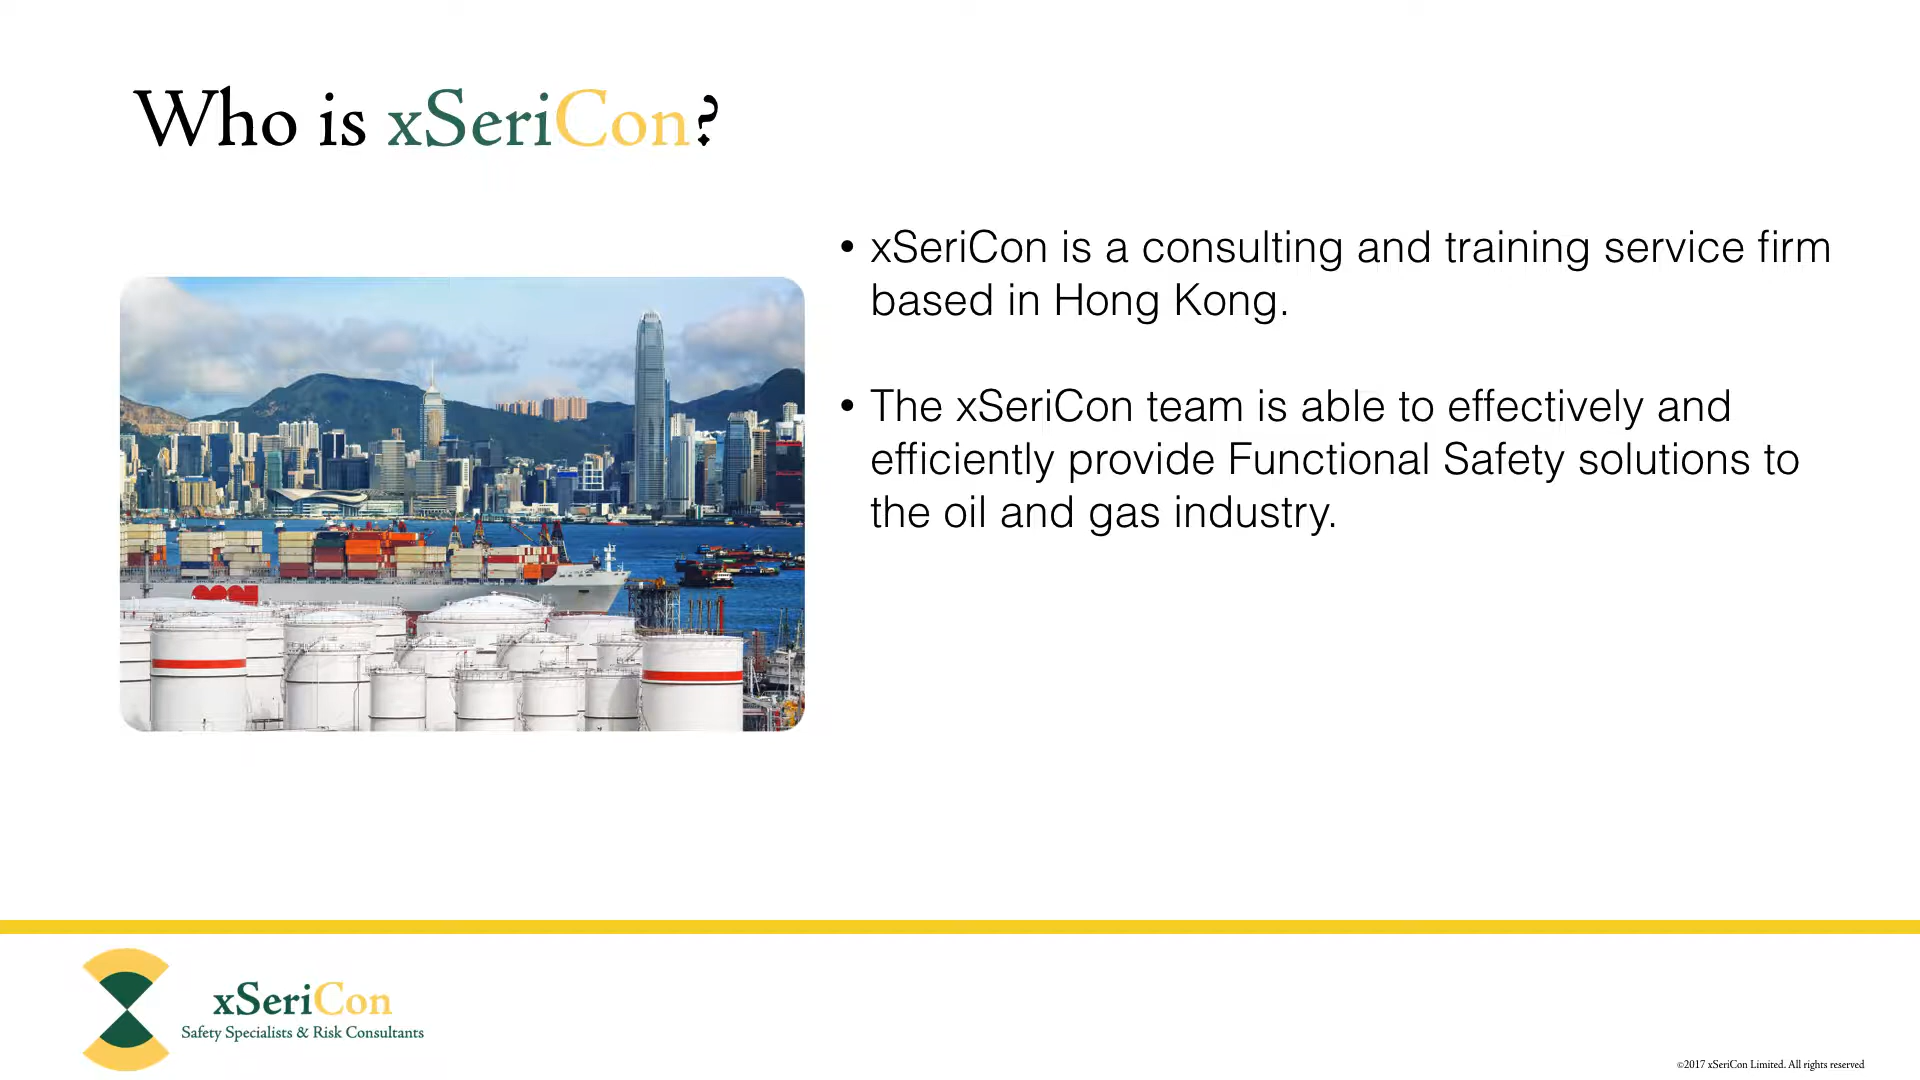 Who is xSeriCon?
• xSeriCon is a consulting and training service firm
based in Hong Kong.
• The xSeriCon team is able to effectively and
efficiently provide Functional Safety solutions to
the oil and gas industry.
xSeriCon
Safety Specialists & Risk Consultants
©2017 xSeriCon Limited. All rights reserved